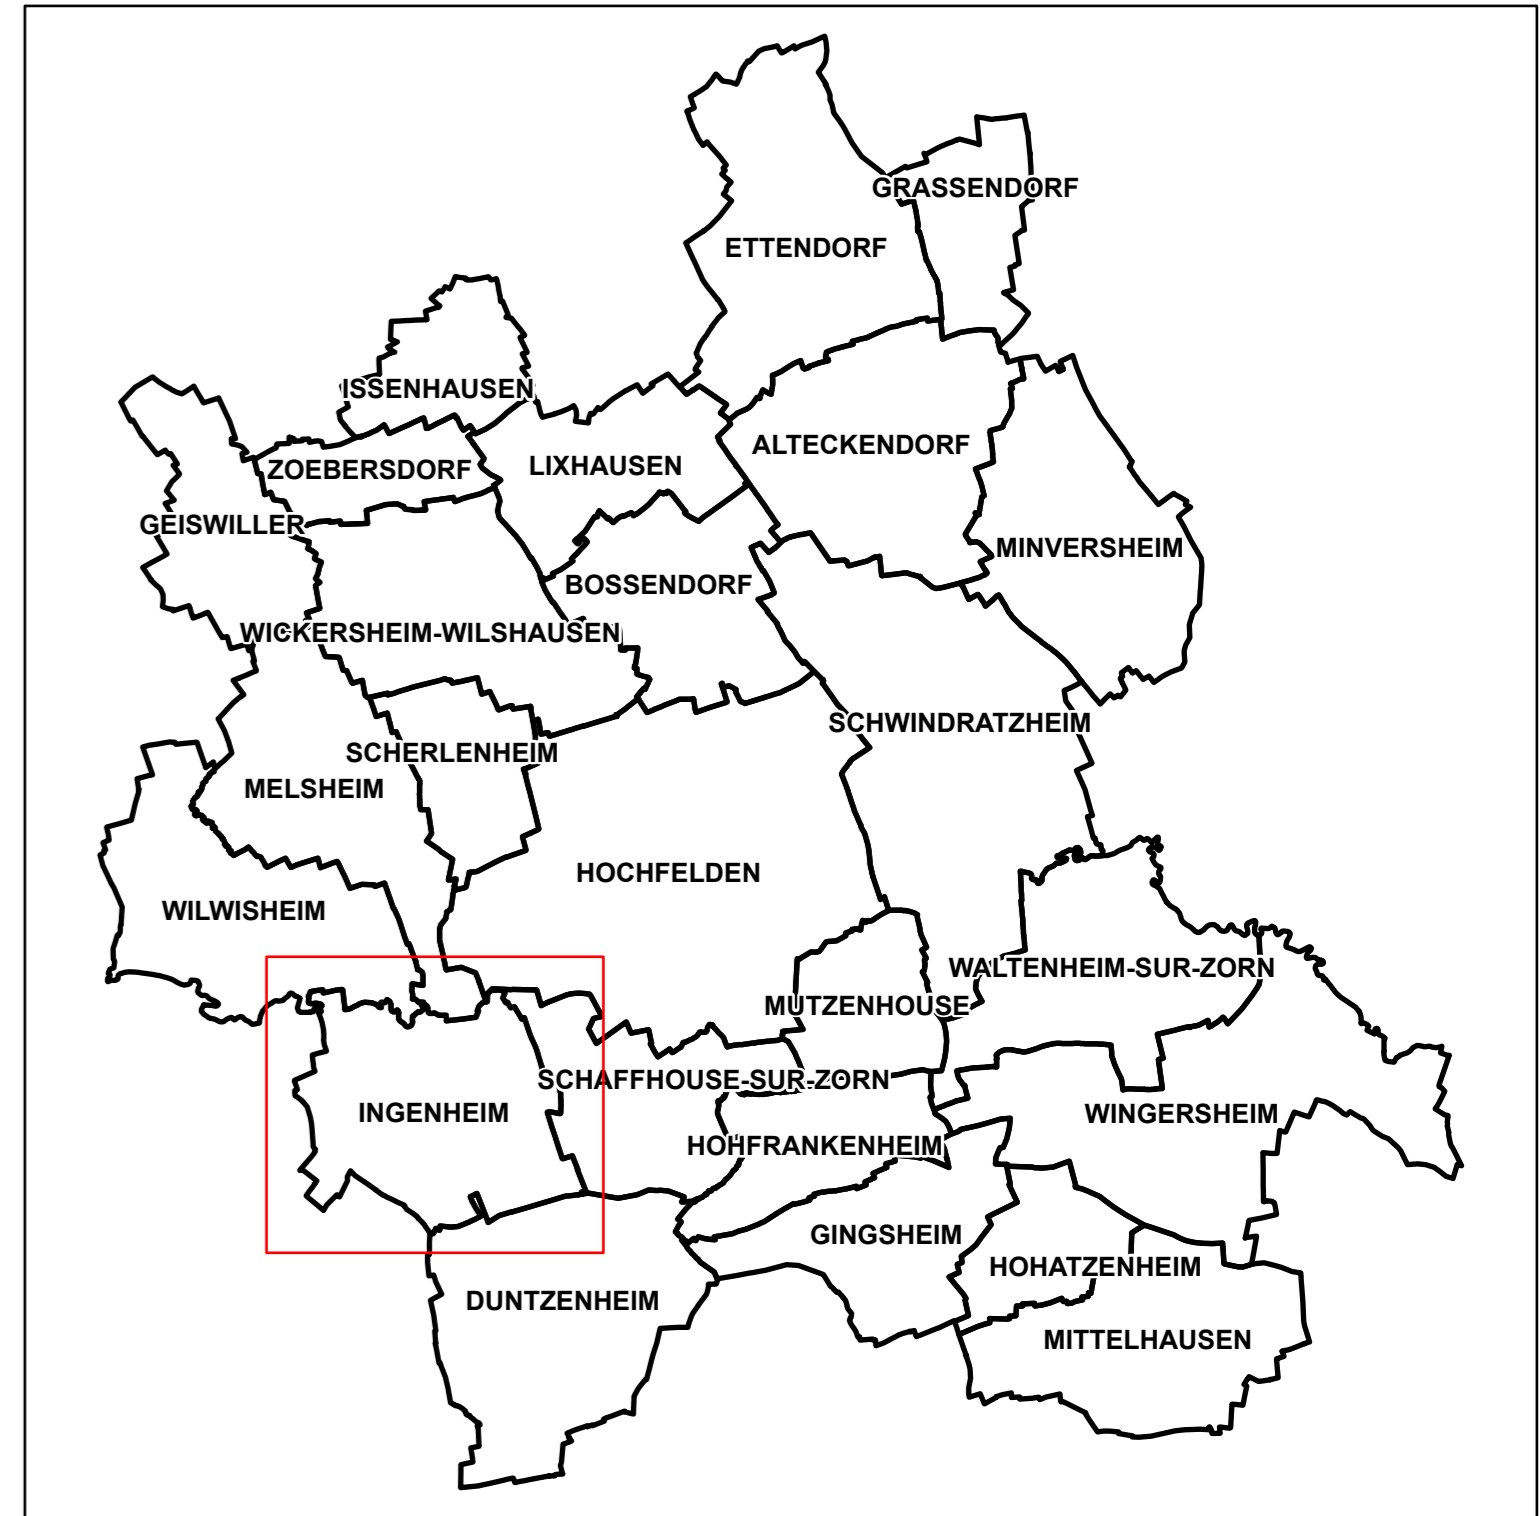 GRASSENDORF
ETTENDORF
ISSENHAUSEN
ALTECKENDORF
LIXHAUSEN
ZOEBERSDORF
GEISWILLER
MINVERSHEIM
BOSSENDORF
WICKERSHEIM-WILSHAUSEN
SCHWINDRATZHEIM
SCHERLENHEIM
MELSHEIM
HOCHFELDEN
WILWISHEIM
WALTENHEIM-SUR-ZORN
MUTZENHOUSE
SCHAFFHOUSE-SUR-ZORN
INGENHEIM
WINGERSHEIM
HOHFRANKENHEIM
GINGSHEIM
HOHATZENHEIM
DUNTZENHEIM
MITTELHAUSEN